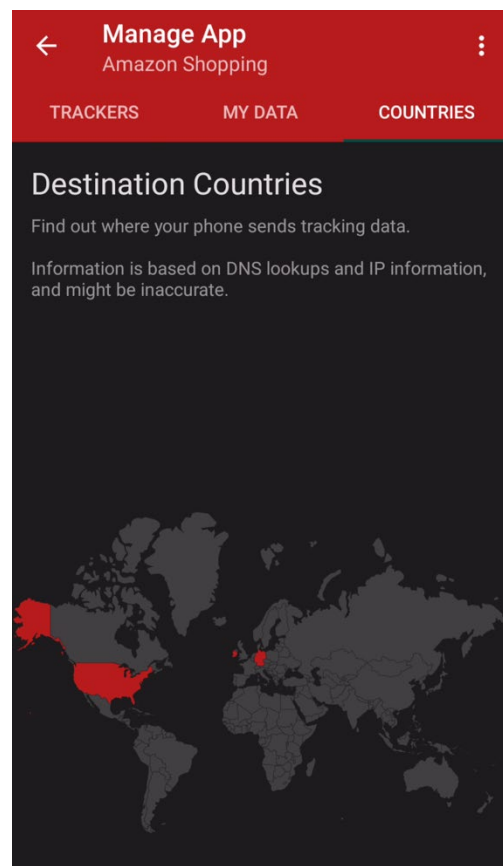 Manage App
Amazon Shopping
TRACKERS
MY DATA
COUNTRIES
Destination Countries
Find out where your phone sends tracking data.
Information is based on DNS lookups and IP information,
and might be inaccurate.